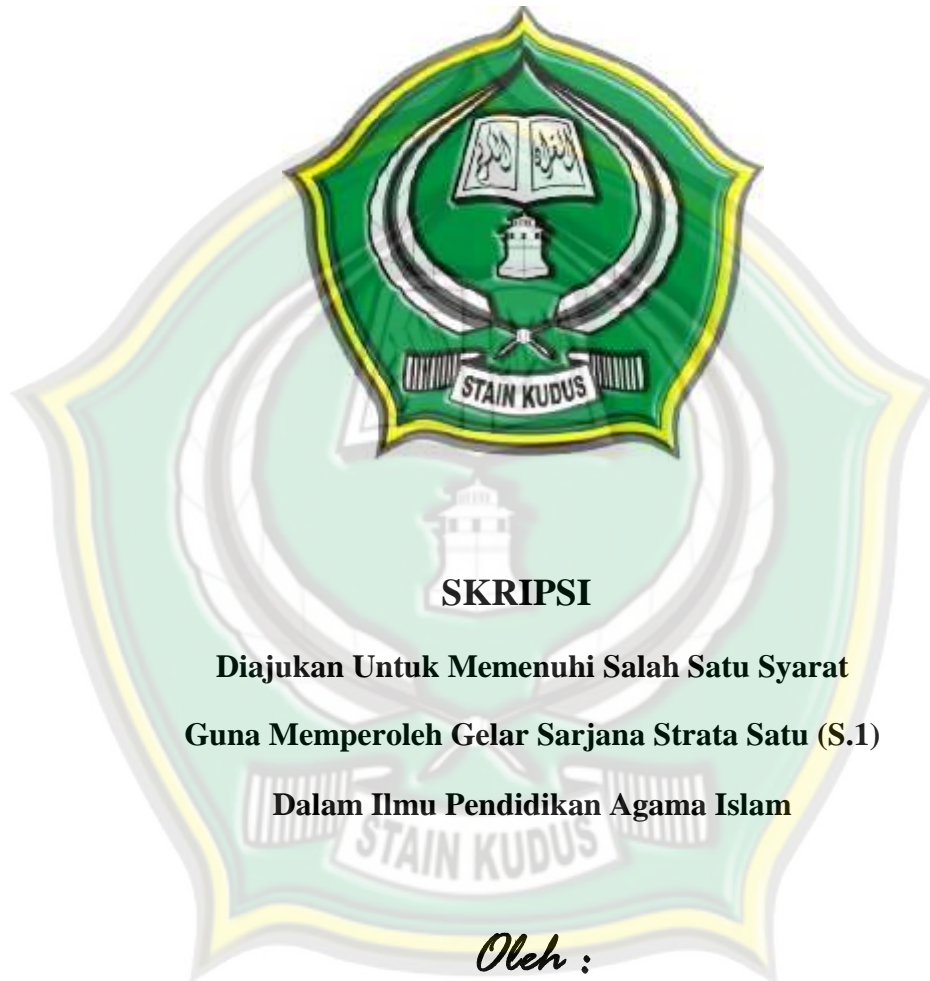 STAIN KUDUS
SKRIPSI
Diajukan Untuk Memenuhi Salah Satu Syarat
Guna Memperoleh Gelar Sarjana Strata Satu (S.1)
Dalam Ilmu Pendidikan Agama Islam
STAIN KUDUS
Oleh :